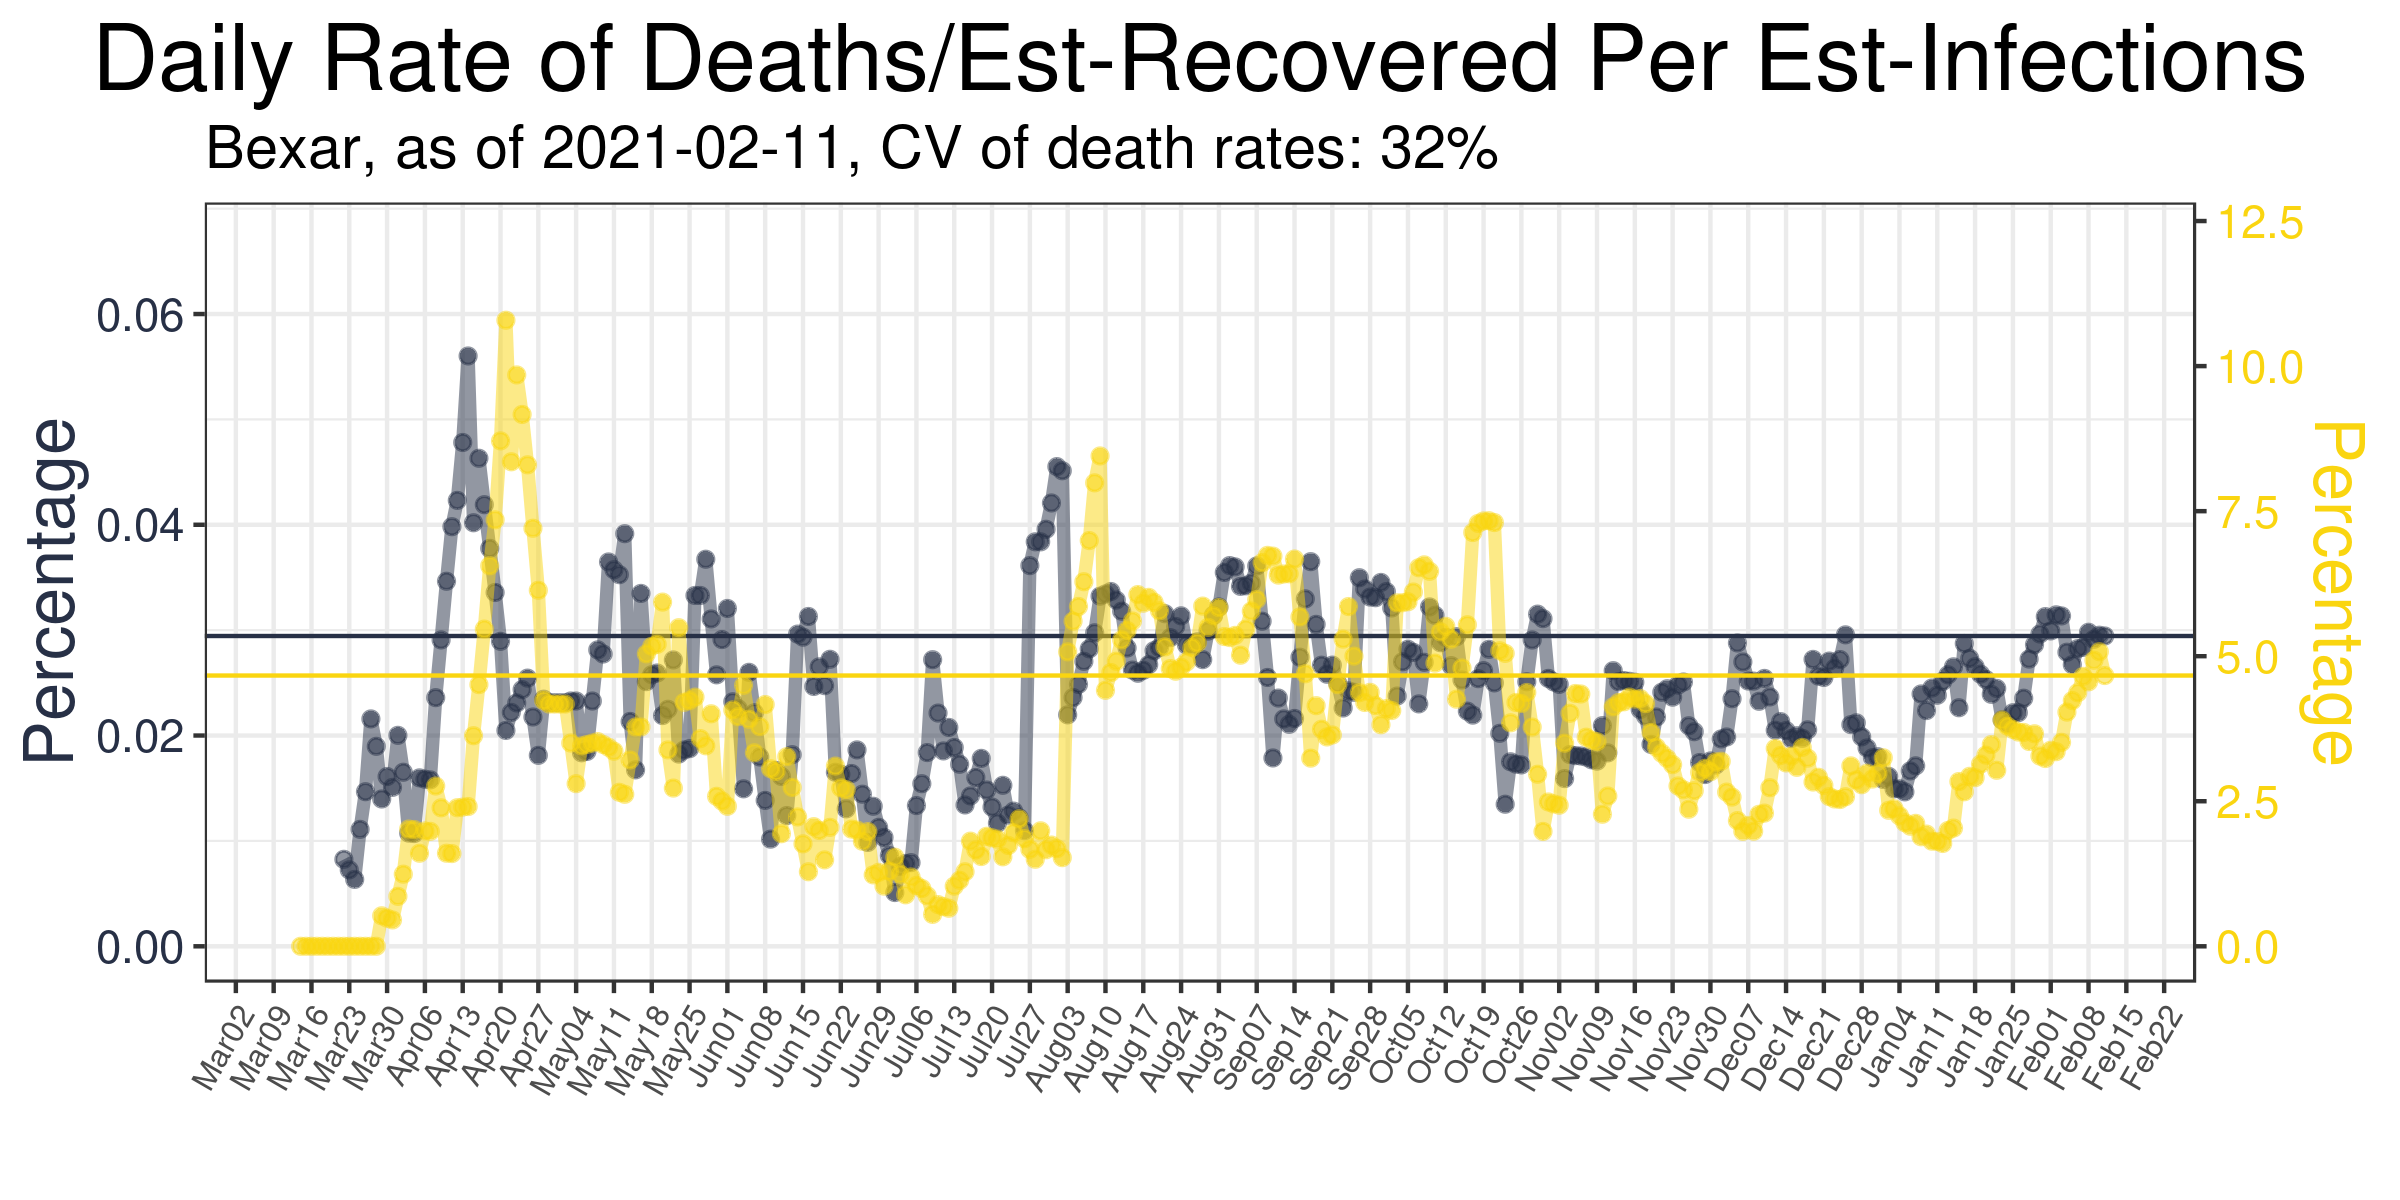 Daily Rate of Deaths/Est-Recovered Per Est-Infections
Bexar, as of 2021-02-11, CV of death rates: 32%
Percentage
0.06
0.04
0.02
0.00
12.5
10.0
7.5
5.0
2.5
0.0
Percentage
Mar02
Mar09
Mar16
Mar23
Mar30
Apr06
Apr13
Apr20
Apr27
May04
May11
May18
May25
Jun01
Jun08
Jun15
Jun22
Jun29
Jul06
Jul13
Jul20
Jul27
Aug03
Aug10
Aug17
Aug24
Aug31
Sep07
Sep14
Sep21
Sep28
Oct05
Oct12
Oct19
Oct26
Nov02
Nov09
Nov16
Nov23
Nov30
Dec07
Dec14
Dec21
Dec28
Jan04
Jan11
Jan18
Jan25
Feb01
Feb08
Feb15
Feb22